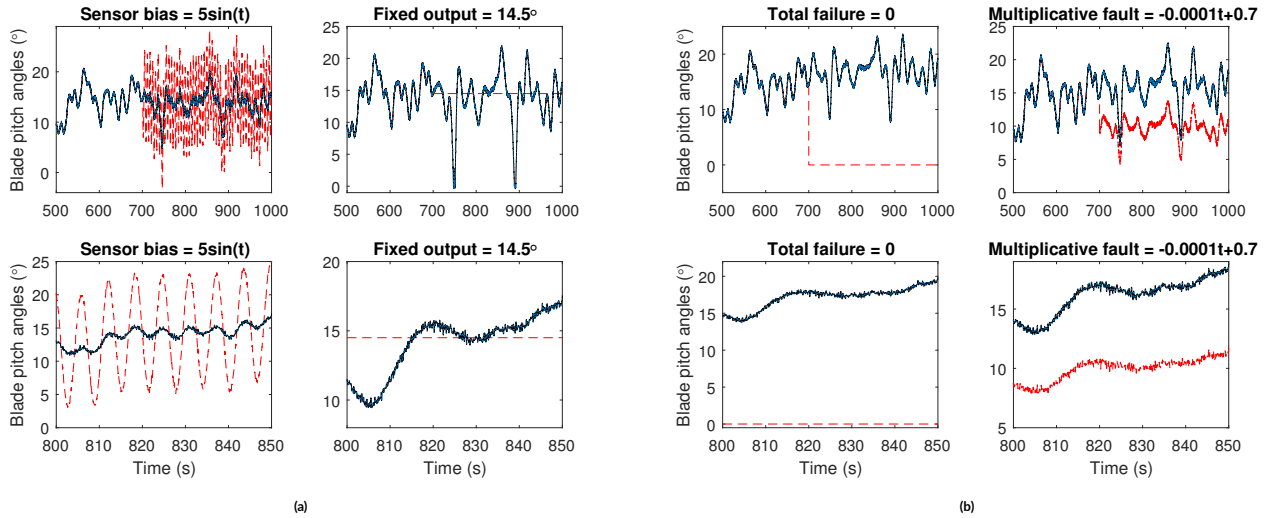 Sensor bias = 5sin(t)
Blade pitch angles (°)
20
10
0
500 600 700 800 900 1000
Fixed output = 14.5°
25
20
15
10
5
0
500 600 700 800 900 1000
Total failure = 0
Blade pitch angles (°)
20
15
10
5
0
500 600 700 800 900 1000
Multiplicative fault = -0.0001t+0.7
25
20
15
10
5
0
500 600 700 800 900 1000
Sensor bias = 5sin(t)
Blade pitch angles (°)
25
20
15
10
5
0
800 810 820 830 840 850
Time (s)
Fixed output = 14.5°
20
15
10
800 810 820 830 840 850
Time (s)
Total failure = 0
Blade pitch angles (°)
20
15
10
5
0
800 810 820 830 840 850
Time (s)
Multiplicative fault = -0.0001t+0.7
15
10
5
800 810 820 830 840 850
Time (s)
(a)
(b)